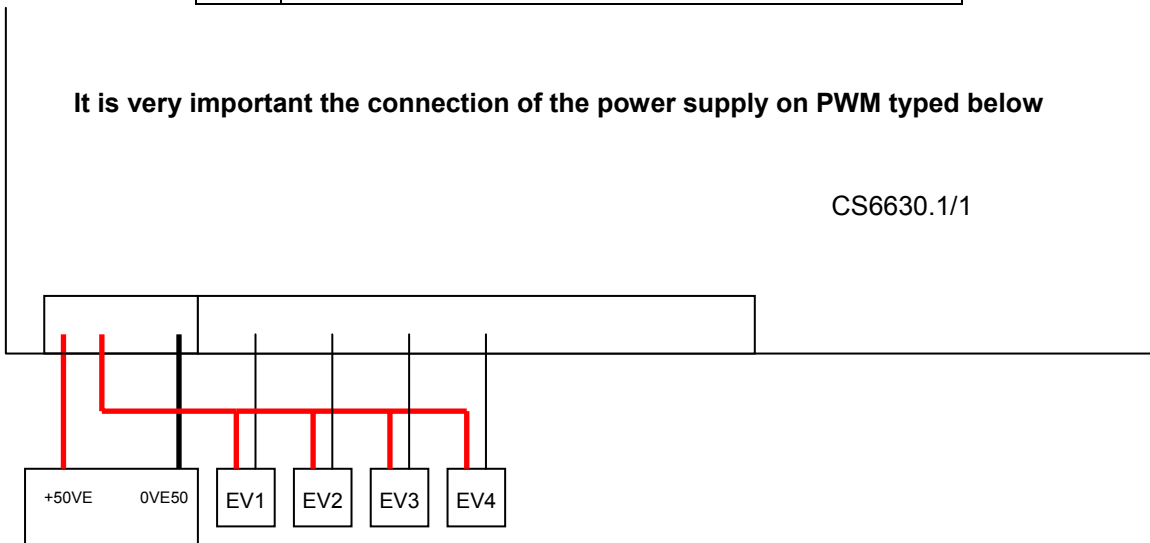 It is very important the connection of the power supply on PWM typed below
CS6630.1/1
+50VE 0VE50 EV1 EV2 EV3 EV4